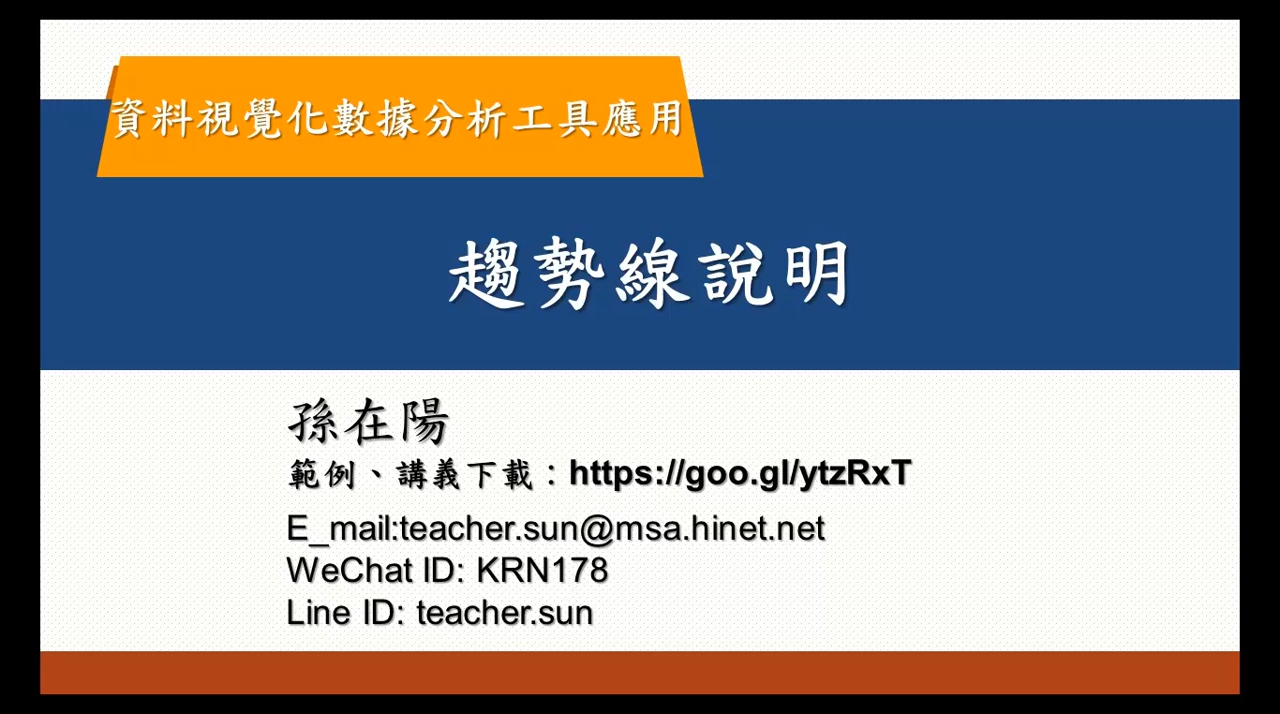 資料視覺化數據分析工具應用
趨勢線說明
孫在陽
範例、講義下載：https://goo.gl/ytzRxT
E_mail:teacher.sun@msa.hinet.net
WeChat ID: KRN178
Line ID: teacher.sun